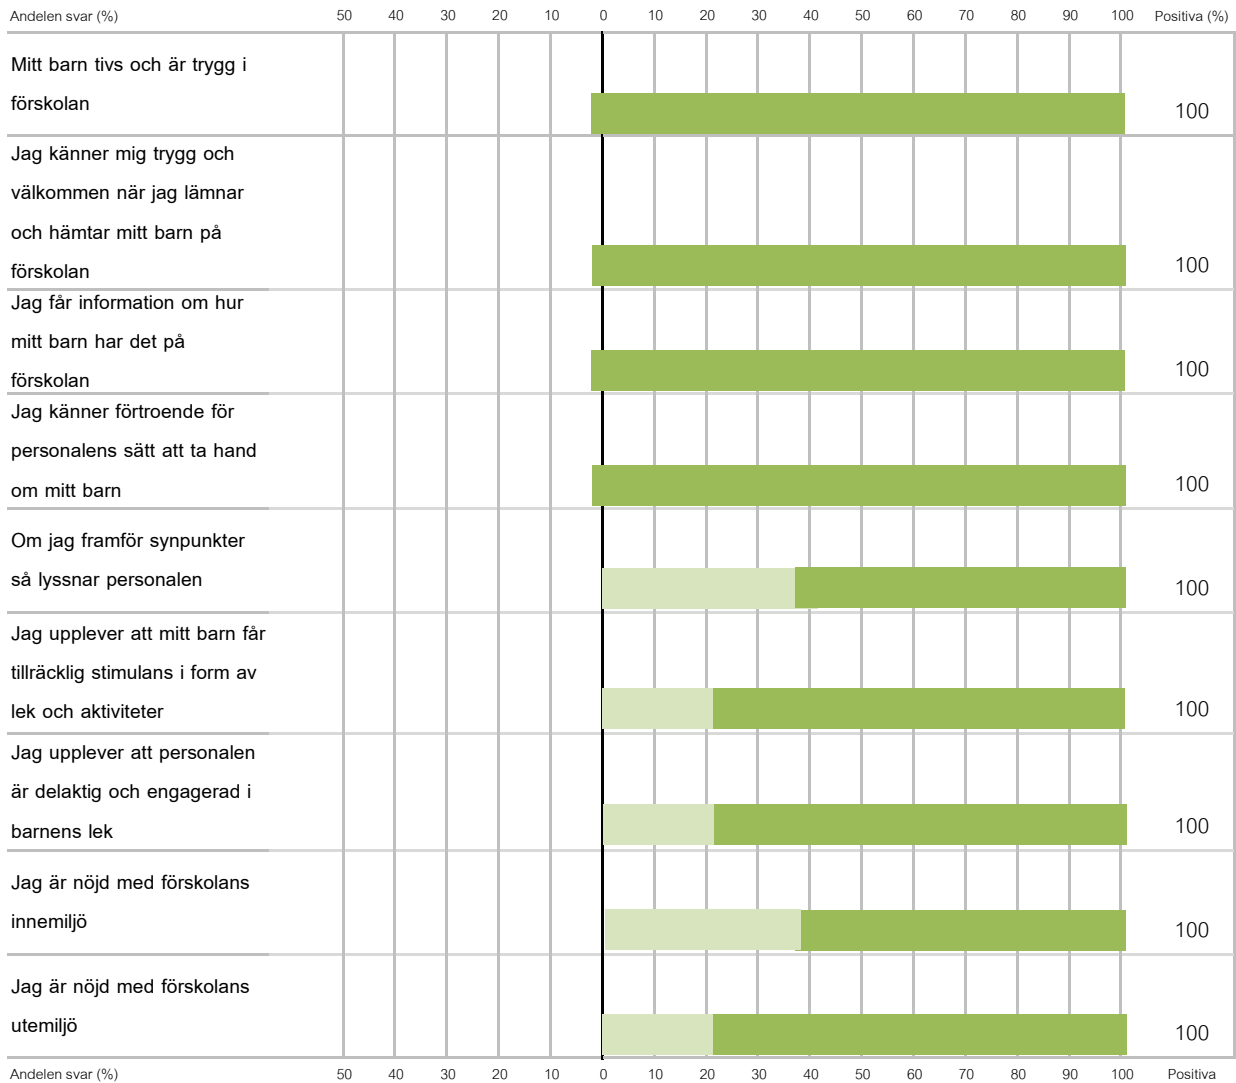 Andelen svar (%) 50 40 30 20 10 0 10 20 30 40 50 60 70 80 90 100 Positiva (%)
Mitt barn tivs och är trygg i
förskolan
100
Jag känner mig trygg och
välkommen när jag lämnar
och hämtar mitt barn på
förskolan
100
Jag får information om hur
mitt barn har det på
förskolan
100
Jag känner förtroende för
personalens sätt att ta hand
om mitt barn
100
Om jag framför synpunkter
så lyssnar personalen
100
Jag upplever att mitt barn får
tillräcklig stimulans i form av
lek och aktiviteter
100
Jag upplever att personalen
är delaktig och engagerad i
barnens lek
100
Jag är nöjd med förskolans
innemiljö
100
Jag är nöjd med förskolans
utemiljö
100
Andelen svar (%) 50 40 30 20 10 0 10 20 30 40 50 60 70 80 90 100 Positiva